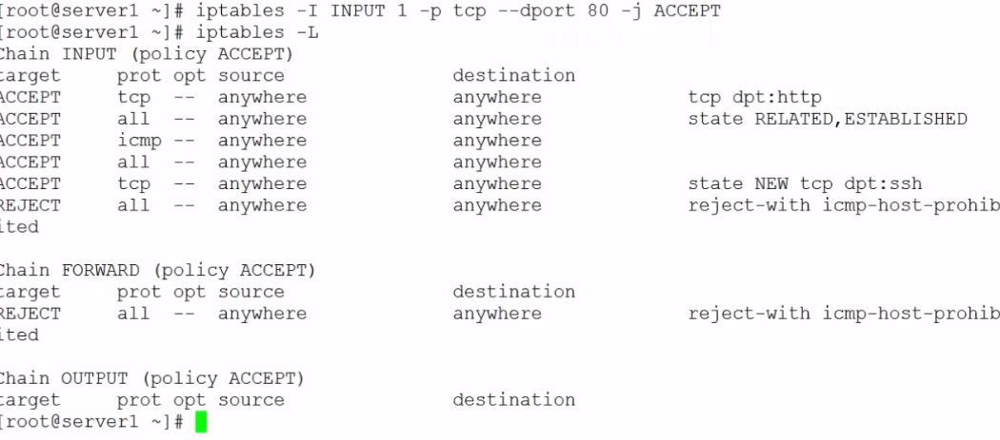 [root@server1 ~]# iptables -I INPUT 1 -p tcp --dport 80 -j ACCEPT
[root@server1 ~]# iptables -L
Chain INPUT (policy ACCEPT)
target     prot opt source               destination
ACCEPT     tcp  --  anywhere             anywhere             tcp dpt:http
ACCEPT     all  --  anywhere             anywhere             state RELATED,ESTABLISHED
ACCEPT     icmp --  anywhere             anywhere
ACCEPT     all  --  anywhere             anywhere
ACCEPT     tcp  --  anywhere             anywhere             state NEW tcp dpt:ssh
REJECT     all  --  anywhere             anywhere             reject-with icmp-host-prohib
ited

Chain FORWARD (policy ACCEPT)
target     prot opt source               destination
REJECT     all  --  anywhere             anywhere             reject-with icmp-host-prohib
ited

Chain OUTPUT (policy ACCEPT)
target     prot opt source               destination
[root@server1 ~]#